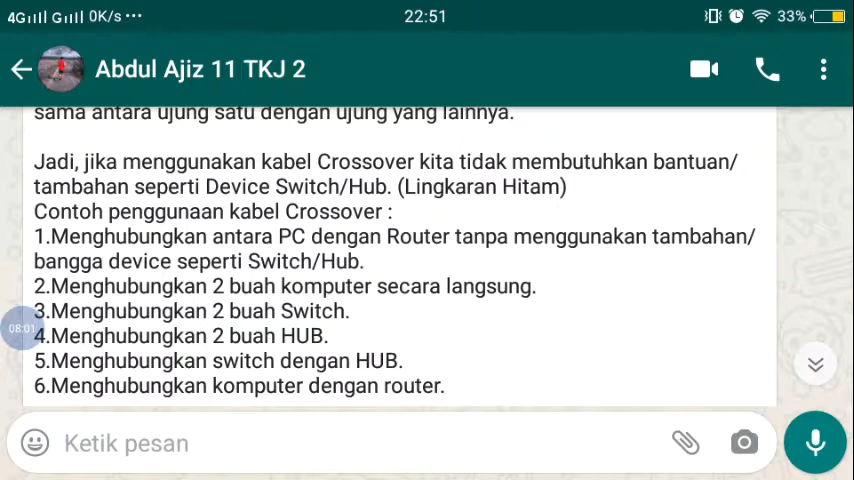 4G G 0K/s ··· 22:51 33%
Abdul Ajiz 11 TKJ 2
sama antara ujung satu dengan ujung yang lainnya.
Jadi, jika menggunakan kabel Crossover kita tidak membutuhkan bantuan/
tambahan seperti Device Switch/Hub. (Lingkaran Hitam)
Contoh penggunaan kabel Crossover :
1.Menghubungkan antara PC dengan Router tanpa menggunakan tambahan/
bangga device seperti Switch/Hub.
2.Menghubungkan 2 buah komputer secara langsung.
3.Menghubungkan 2 buah Switch.
08:01
4.Menghubungkan 2 buah HUB.
5.Menghubungkan switch dengan HUB.
6.Menghubungkan komputer dengan router.
Ketik pesan